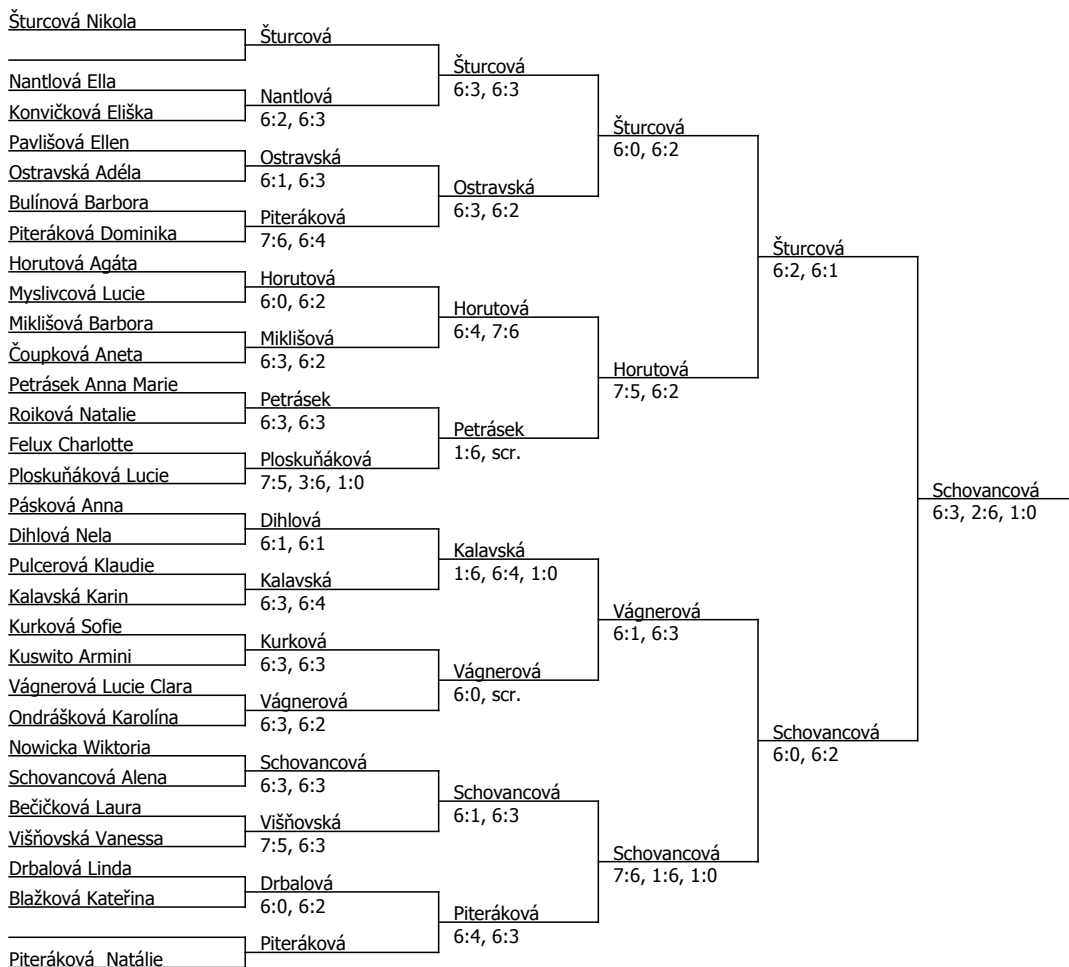 Šturcová Nikola
Šturcová
Šturcová
6:3, 6:3
Nantlová Ella
Nantlová
6:2, 6:3
Konvičková Eliška
Šturcová
6:0, 6:2
Pavlišová Ellen
Ostravská
6:1, 6:3
Ostravská Adéla
Ostravská
6:3, 6:2
Bulínová Barbora
Piteráková
7:6, 6:4
Piteráková Dominika
Šturcová
6:2, 6:1
Horutová Agáta
Horutová
6:0, 6:2
Myslivcová Lucie
Horutová
6:4, 7:6
Miklišová Barbora
Miklišová
6:3, 6:2
Čoupková Aneta
Horutová
7:5, 6:2
Petrásek Anna Marie
Petrásek
6:3, 6:3
Roiková Natalie
Petrásek
1:6, scr.
Felux Charlotte
Ploskuňáková
7:5, 3:6, 1:0
Ploskuňáková Lucie
Schovancová
6:3, 2:6, 1:0
Pásková Anna
Dihlová
6:1, 6:1
Dihlová Nela
Kalavská
1:6, 6:4, 1:0
Pulcerová Klaudie
Kalavská
6:3, 6:4
Kalavská Karin
Vágnerová
6:1, 6:3
Kurková Sofie
Kurková
6:3, 6:3
Kuswito Armini
Vágnerová
6:0, scr.
Vágnerová Lucie Clara
Vágnerová
6:3, 6:2
Ondrášková Karolína
Schovancová
6:0, 6:2
Nowicka Wiktoria
Schovancová
6:3, 6:3
Schovancová Alena
Schovancová
6:1, 6:3
Bečičková Laura
Višňovská
7:5, 6:3
Višňovská Vanessa
Schovancová
7:6, 1:6, 1:0
Drbalová Linda
Drbalová
6:0, 6:2
Blažková Kateřina
Piteráková
6:4, 6:3
Piteráková
Piteráková  Natálie